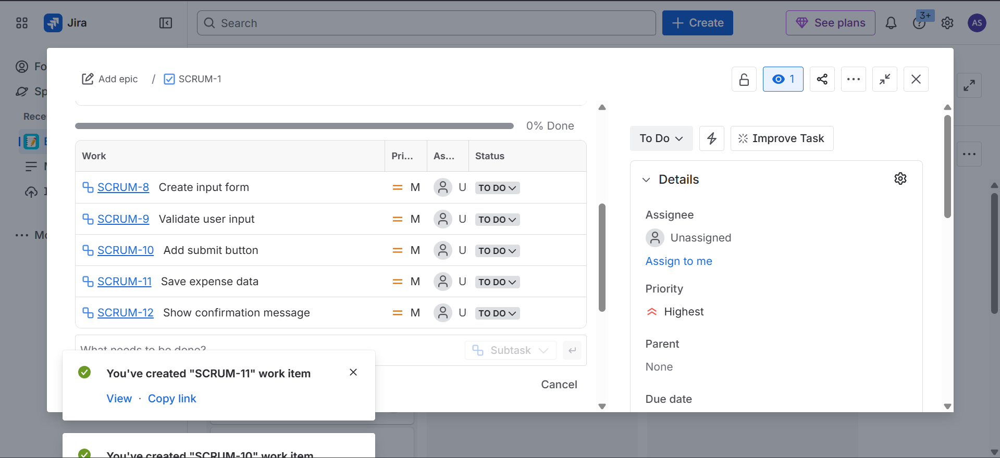 Jira
Search
Create
See plans
3+
AS
Add epic / SCRUM-1
1
0% Done
Work Pri... As... Status
SCRUM-8 Create input form M U TO DO
SCRUM-9 Validate user input M U TO DO
SCRUM-10 Add submit button M U TO DO
SCRUM-11 Save expense data M U TO DO
SCRUM-12 Show confirmation message M U TO DO
What needs to be done?
Subtask
Cancel
To Do
Improve Task
Details
Assignee
Unassigned
Assign to me
Priority
Highest
Parent
None
Due date
Fo
Sp
Rece
Mo
You've created "SCRUM-11" work item
View · Copy link
You've created "SCRUM-10" work item